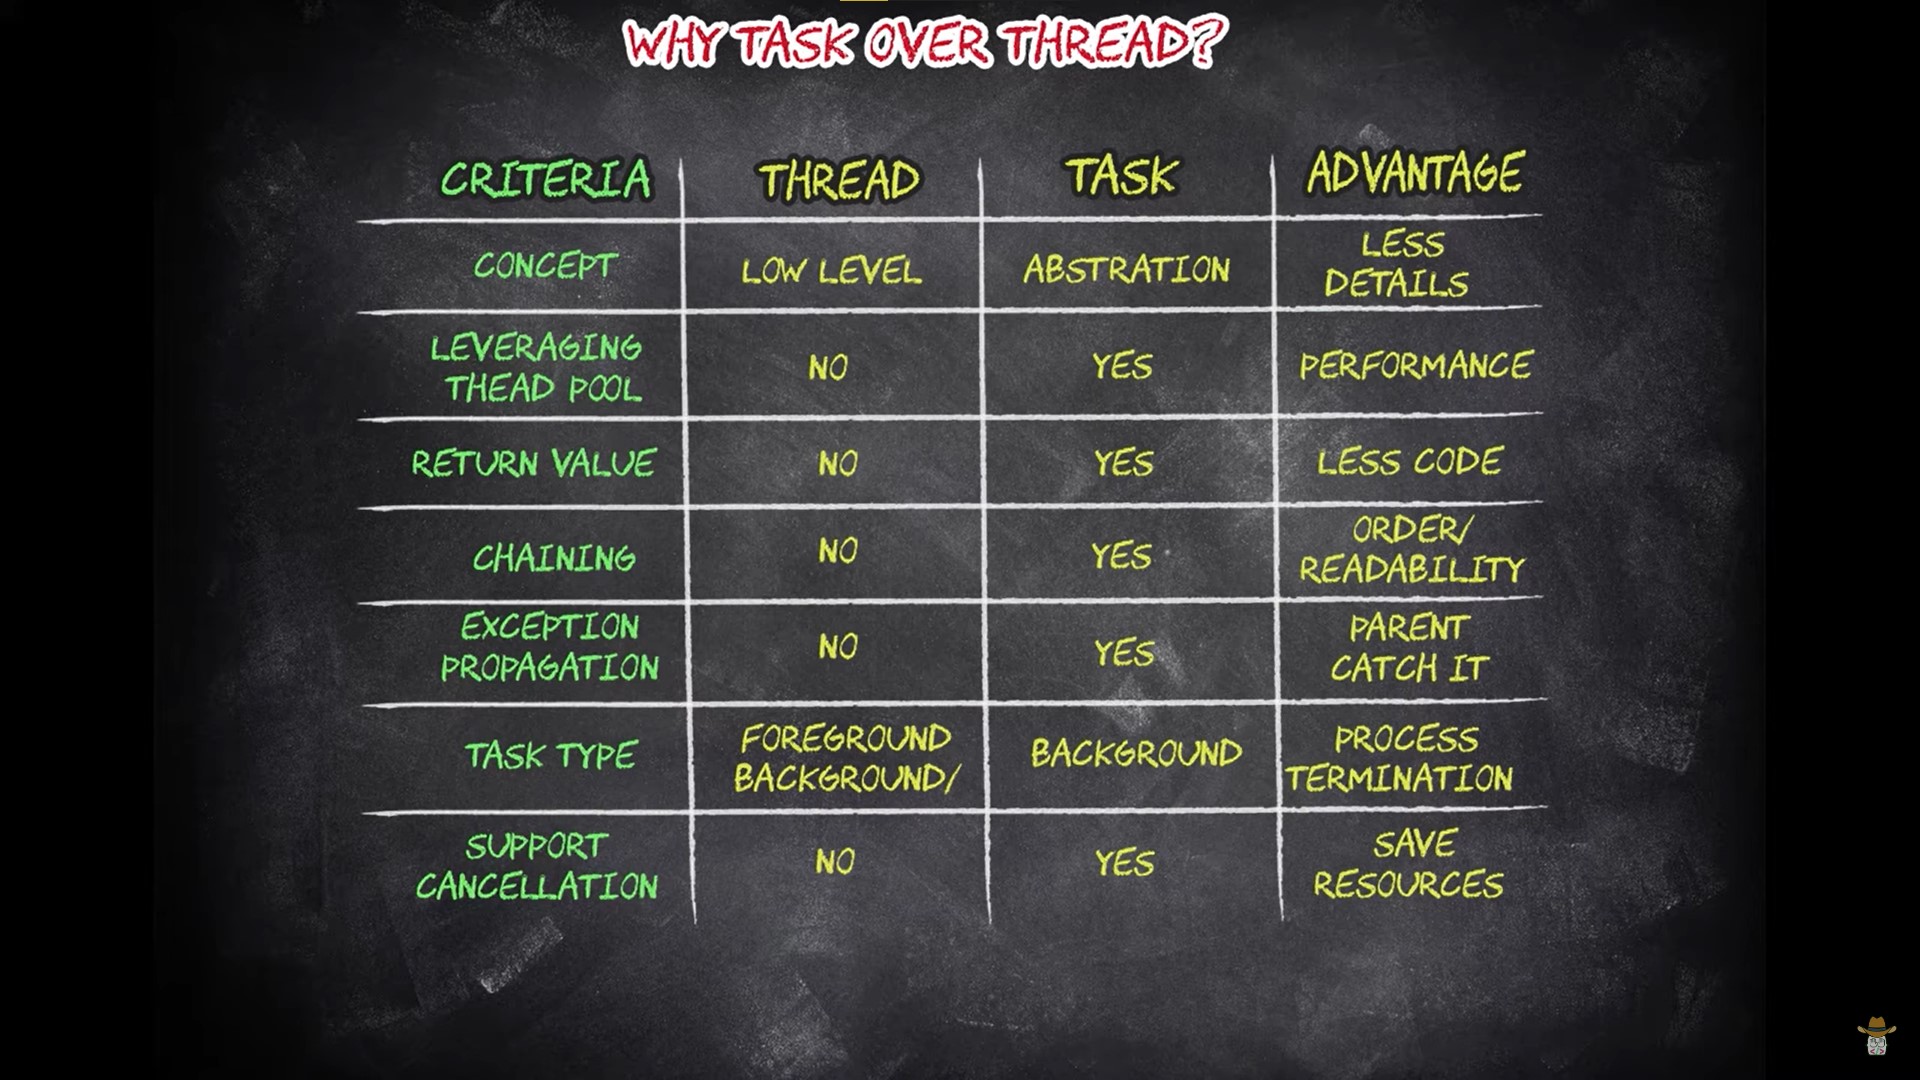 WHY TASK OVER THREAD?
CRITERIA THREAD TASK ADVANTAGE
CONCEPT LOW LEVEL ABSTRATION LESS
DETAILS
LEVERAGING
THEAD POOL NO YES PERFORMANCE
RETURN VALUE NO YES LESS CODE
CHAINING NO YES ORDER/
READABILITY
EXCEPTION
PROPAGATION NO YES PARENT
CATCH IT
TASK TYPE FOREGROUND
BACKGROUND/ BACKGROUND PROCESS
TERMINATION
SUPPORT
CANCELLATION NO YES SAVE
RESOURCES